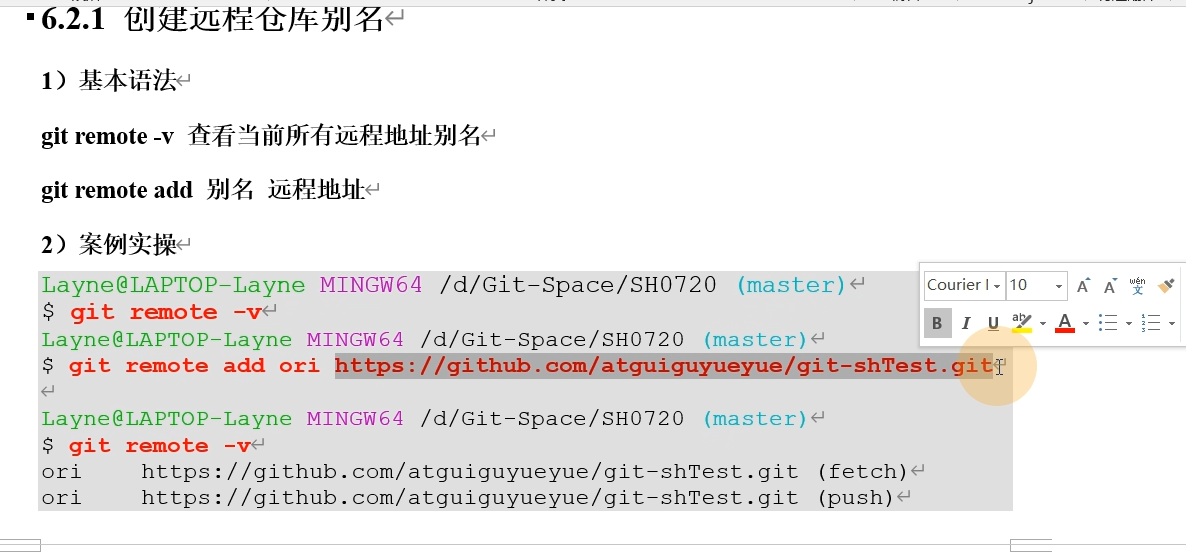 6.2.1 创建远程仓库别名
1）基本语法
git remote -v 查看当前所有远程地址别名
git remote add 别名 远程地址
2）案例实操
Layne@LAPTOP-Layne MINGW64 /d/Git-Space/SH0720 (master)
$ git remote -v
Layne@LAPTOP-Layne MINGW64 /d/Git-Space/SH0720 (master)
$ git remote add ori https://github.com/atguiguyueyue/git-shTest.git
Layne@LAPTOP-Layne MINGW64 /d/Git-Space/SH0720 (master)
$ git remote -v
ori https://github.com/atguiguyueyue/git-shTest.git (fetch)
ori https://github.com/atguiguyueyue/git-shTest.git (push)
Courier 10 A A wén 文
B I U ab A